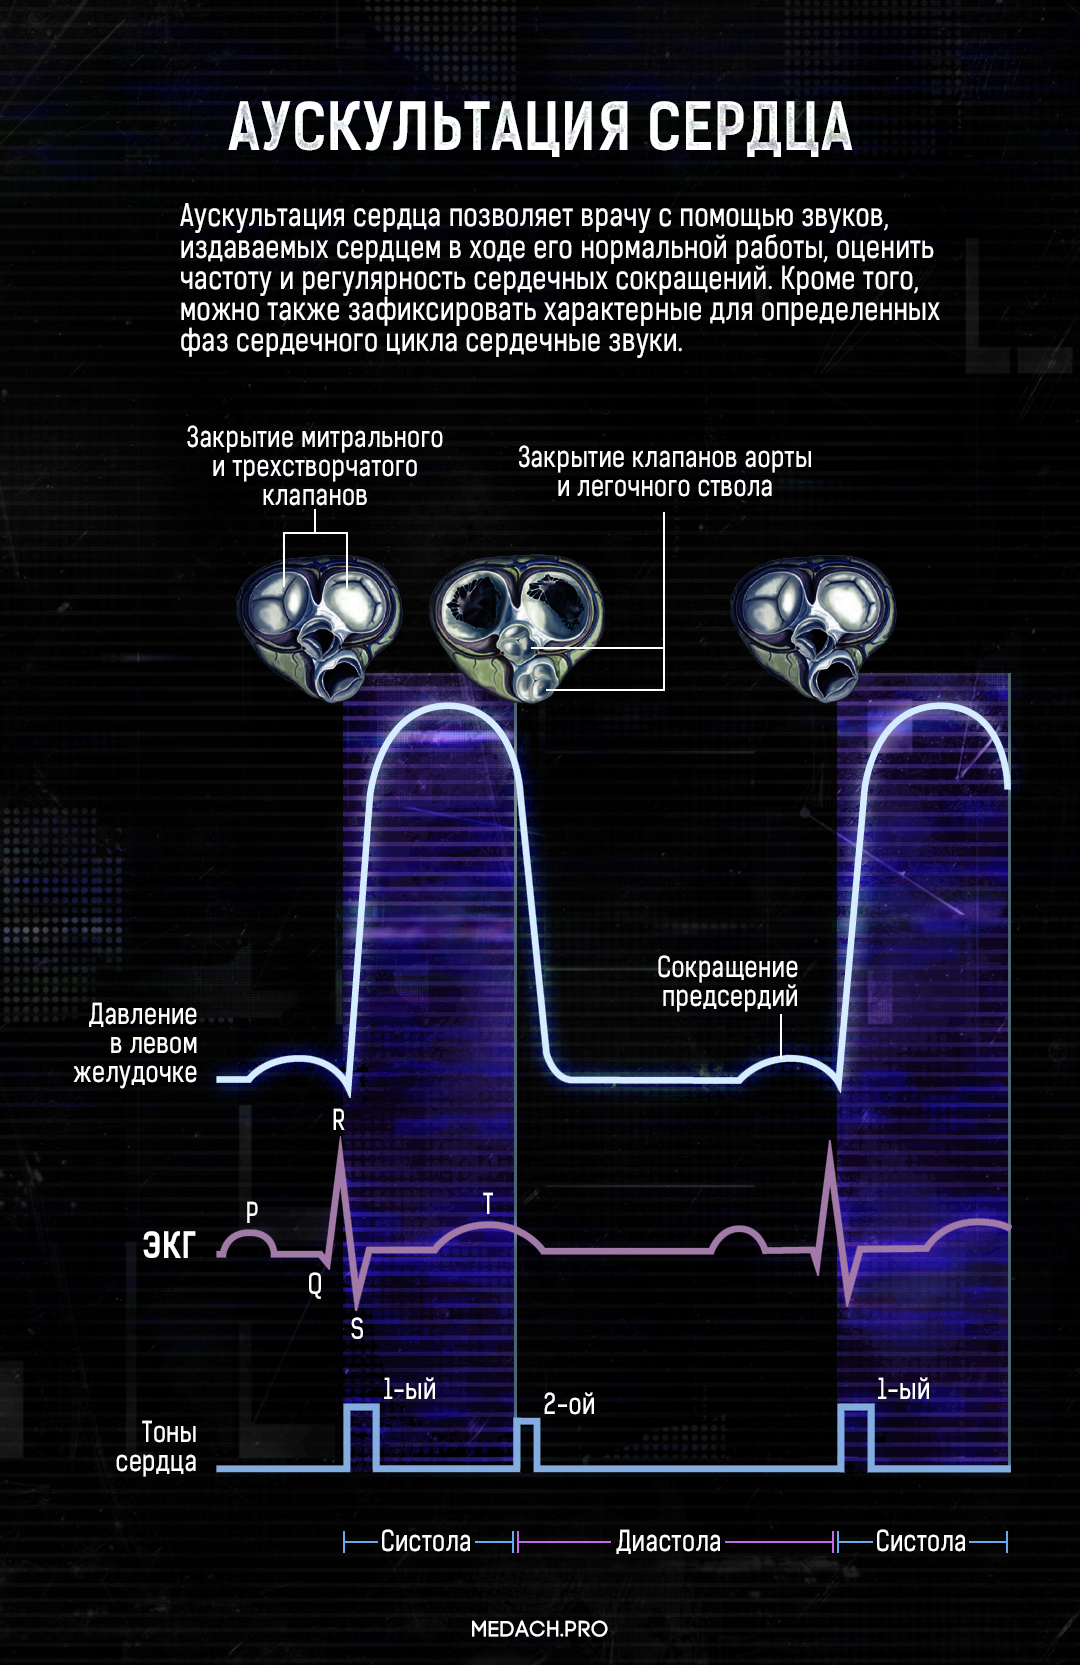 АУСКУЛЬТАЦИЯ СЕРДЦА
Аускультация сердца позволяет врачу с помощью звуков,
издаваемых сердцем в ходе его нормальной работы, оценить
частоту и регулярность сердечных сокращений. Кроме того,
можно также зафиксировать характерные для определенных
фаз сердечного цикла сердечные звуки.
Закрытие митрального
и трехстворчатого
клапанов
Закрытие клапанов аорты
и легочного ствола
Сокращение
предсердий
Давление
в левом
желудочке
R
P
T
ЭКГ
Q
S
1-ый
2-ой
1-ый
Тоны
сердца
Систола
Диастола
Систола
MEDACH.PRO